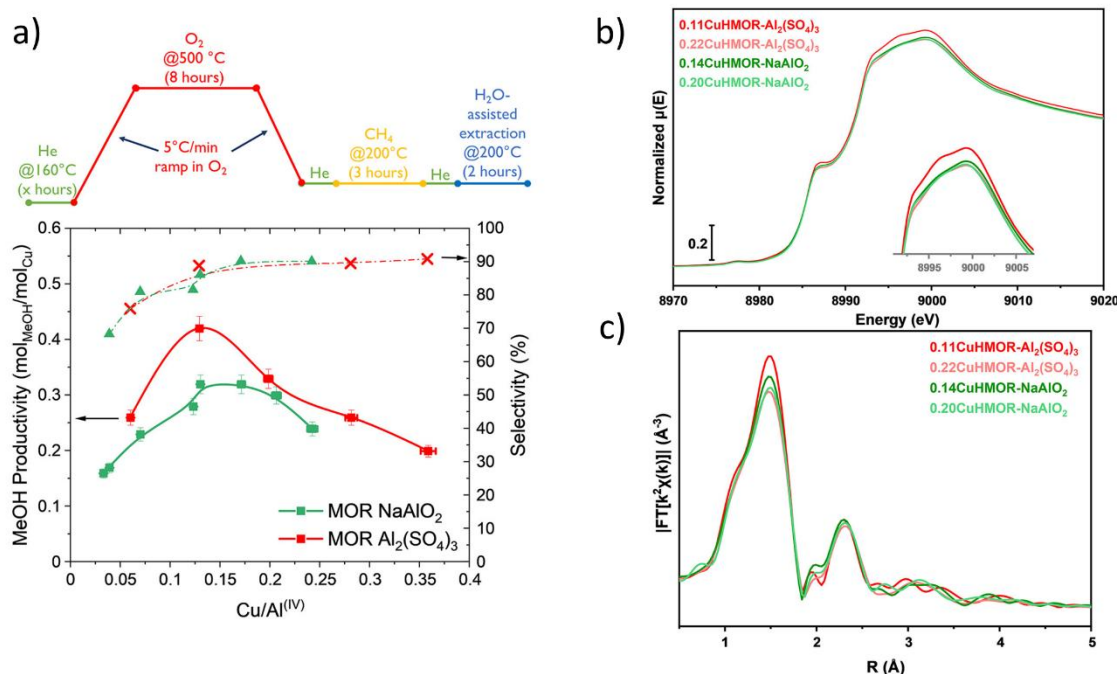 a)
O₂
@500 °C
(8 hours)
He
@160°C
(x hours)
5°C/min
ramp in O₂
He
CH₄
@200°C
(3 hours)
He
H₂O-
assisted
extraction
@200°C
(2 hours)
MeOH Productivity (mol_MeOH/mol_Cu)
0.6
0.5
0.4
0.3
0.2
0.1
0
100
90
80
70
60
50
40
30
20
10
0
Selectivity (%)
MOR NaAlO₂
MOR Al₂(SO₄)₃
0 0.05 0.1 0.15 0.2 0.25 0.3 0.35 0.4
Cu/Al⁽ᴵⱽ⁾
b)
0.11CuHMOR-Al₂(SO₄)₃
0.22CuHMOR-Al₂(SO₄)₃
0.14CuHMOR-NaAlO₂
0.20CuHMOR-NaAlO₂
Normalized μ(E)
0.2
8995 9000 9005
8970 8980 8990 9000 9010 9020
Energy (eV)
c)
0.11CuHMOR-Al₂(SO₄)₃
0.22CuHMOR-Al₂(SO₄)₃
0.14CuHMOR-NaAlO₂
0.20CuHMOR-NaAlO₂
|FT[k²χ(k)]| (Å⁻³)
1 2 3 4 5
R (Å)